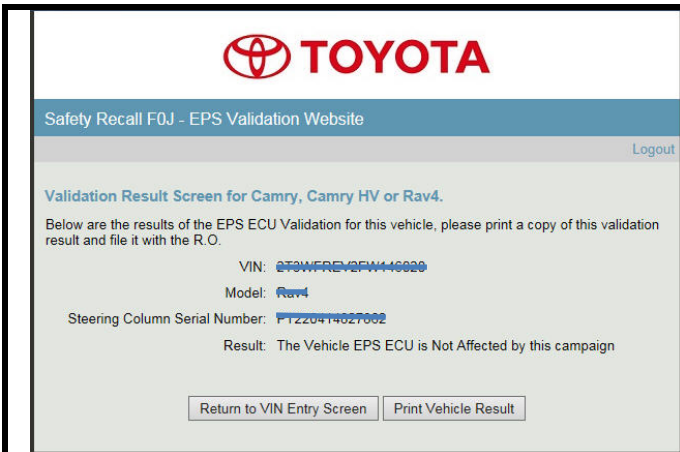 TOYOTA
Safety Recall F0J - EPS Validation Website
Logout
Validation Result Screen for Camry, Camry HV or Rav4.
Below are the results of the EPS ECU Validation for this vehicle, please print a copy of this validation
result and file it with the R.O.
VIN:
Model: Rav4
Steering Column Serial Number:
Result: The Vehicle EPS ECU is Not Affected by this campaign
Return to VIN Entry Screen Print Vehicle Result